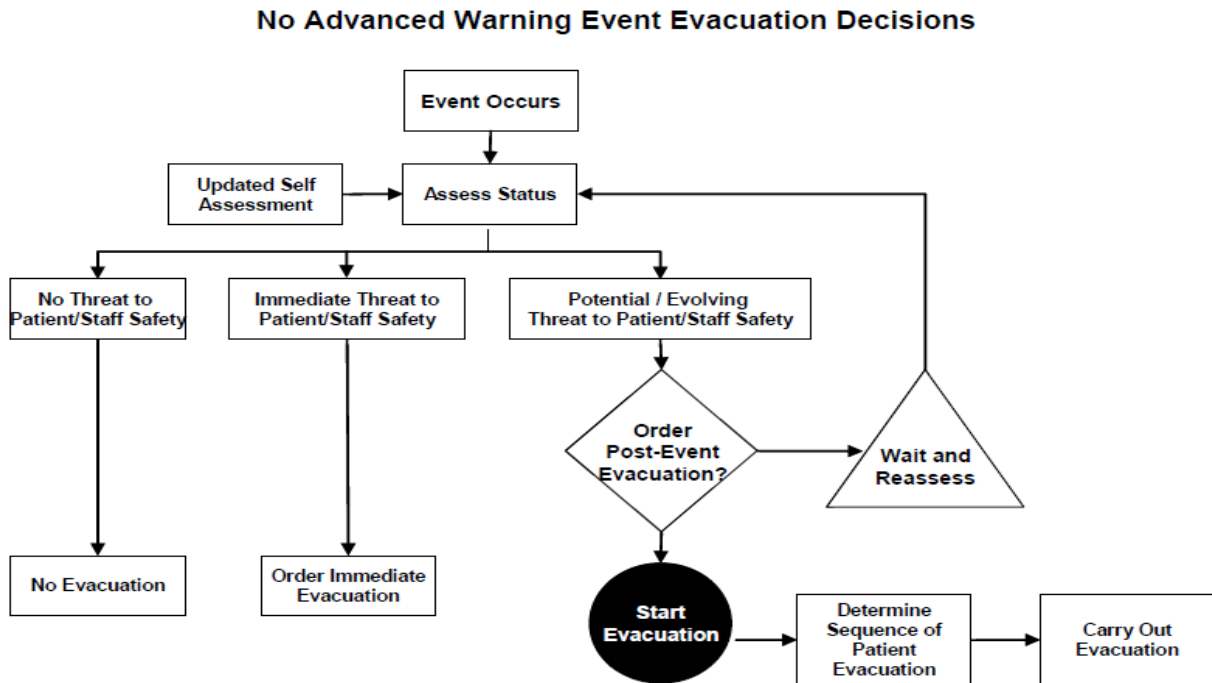 No Advanced Warning Event Evacuation Decisions
Event Occurs
Updated Self
Assessment
Assess Status
No Threat to
Patient/Staff Safety
Immediate Threat to
Patient/Staff Safety
Potential / Evolving
Threat to Patient/Staff Safety
Order
Post-Event
Evacuation?
Wait and
Reassess
No Evacuation
Order Immediate
Evacuation
Start
Evacuation
Determine
Sequence of
Patient
Evacuation
Carry Out
Evacuation